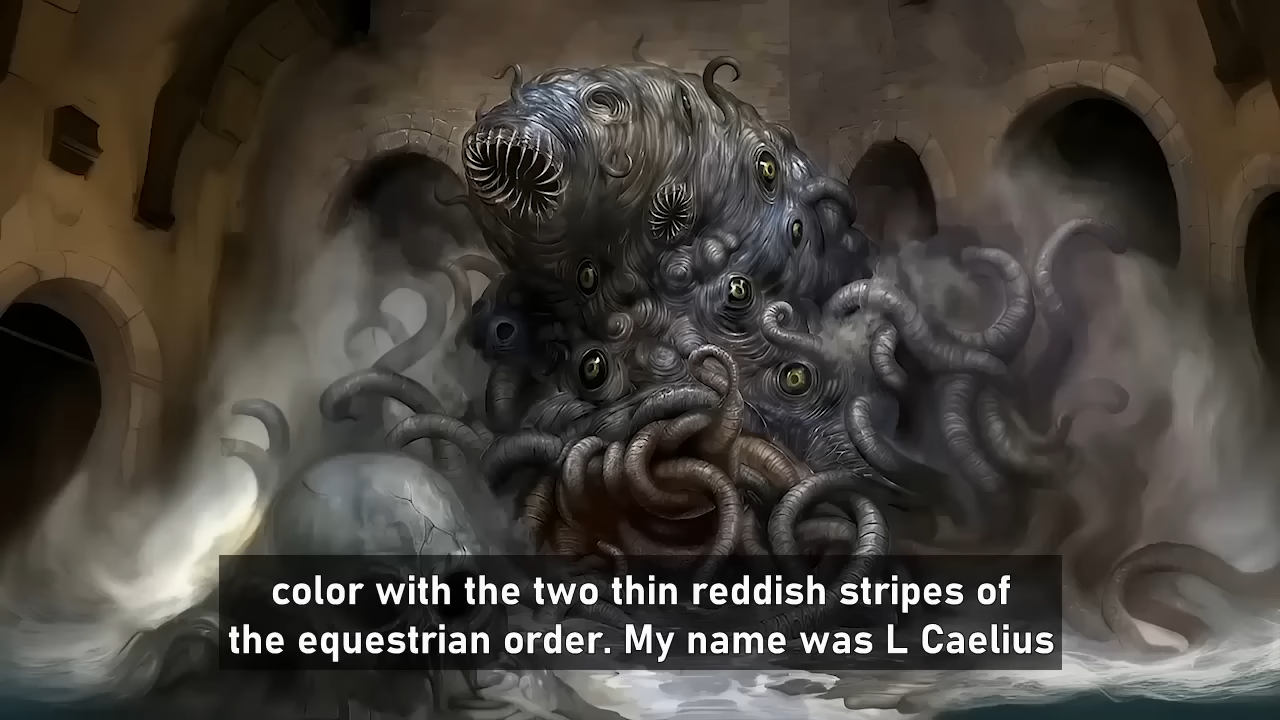 color with the two thin reddish stripes of
the equestrian order. My name was L Caelius